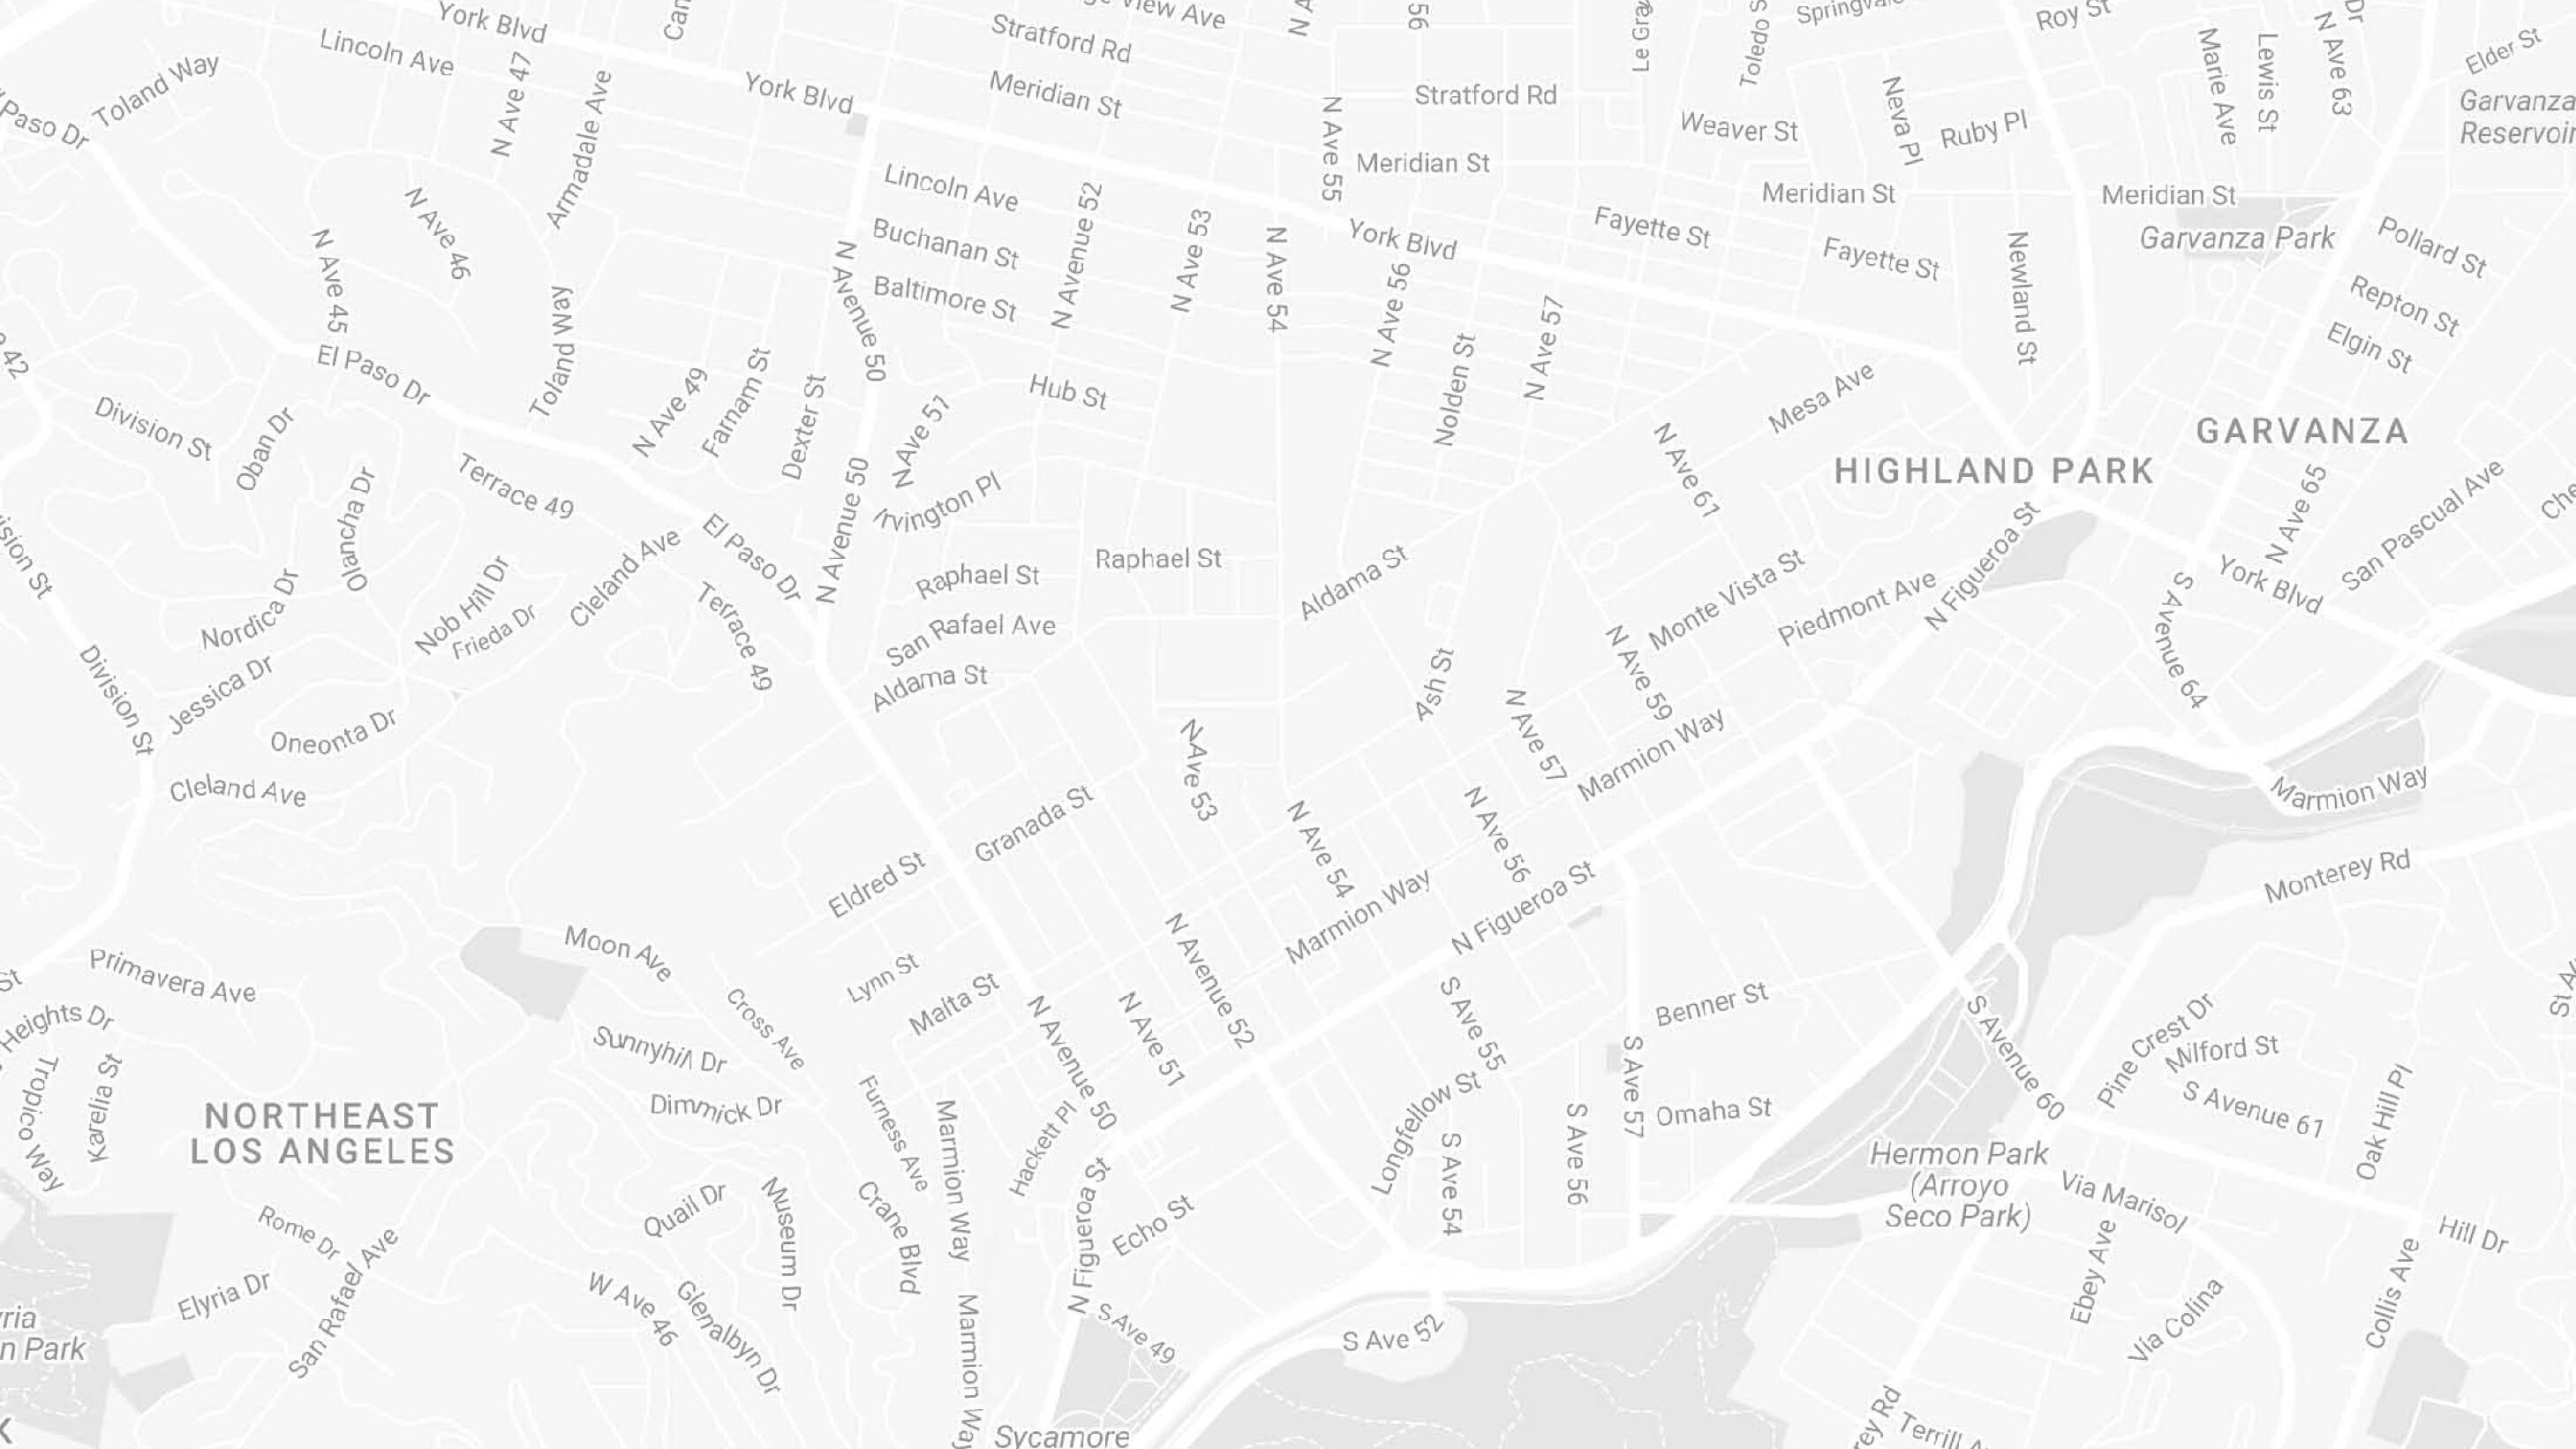 York Blvd
Stratford Rd
View Ave
56
Roy St
Lincoln Ave
Toland Way
Paso Dr
N Ave 47
Armadale Ave
York Blvd
Meridian St
N Ave 55
Stratford Rd
Meridian St
Weaver St
Neva Pl
Ruby Pl
Marie Ave
Lewis St
N Ave 63
Dr
Elder St
Garvanza
Reservoir
N Ave 45
N Ave 46
Toland Way
Lincoln Ave
Buchanan St
Baltimore St
N Avenue 50
N Avenue 52
N Ave 53
N Ave 54
York Blvd
N Ave 56
Nolden St
N Ave 57
Fayette St
Meridian St
Fayette St
Newland St
Meridian St
Garvanza Park
Pollard St
Repton St
Elgin St
42
El Paso Dr
Division St
Oban Dr
Olancha Dr
Terrace 49
N Ave 49
Farnam St
Dexter St
N Ave 51
Hub St
Irvington Pl
N Avenue 50
Mesa Ave
N Ave 61
HIGHLAND PARK
GARVANZA
N Ave 65
San Pascual Ave
Nordica Dr
Jessica Dr
Nob Hill Dr
Frieda Dr
Cleland Ave
El Paso Dr
Terrace 49
Raphael St
Raphael St
San Rafael Ave
Aldama St
Aldama St
Ash St
N Ave 57
N Ave 59
Monte Vista St
Piedmont Ave
N Figueroa St
York Blvd
S Avenue 64
Division St
Oneonta Dr
Cleland Ave
N Ave 53
Marmion Way
Marmion Way
Granada St
Eldred St
N Ave 54
N Ave 56
Marmion Way
N Figueroa St
Monterey Rd
Primavera Ave
Heights Dr
Tropico Way
Karelia St
NORTHEAST
LOS ANGELES
Moon Ave
Cross Ave
Sunnyhill Dr
Dimmick Dr
Lynn St
Malta St
N Avenue 50
N Ave 51
N Avenue 52
S Ave 55
Benner St
S Ave 57
Omaha St
S Avenue 60
Pine Crest Dr
Milford St
S Avenue 61
Oak Hill Pl
Furness Ave
Marmion Way
Hackett Pl
Longfellow St
S Ave 54
S Ave 56
Hermon Park
(Arroyo
Seco Park)
Via Marisol
Hill Dr
Rome Dr
Elyria Dr
San Rafael Ave
Quail Dr
Museum Dr
Crane Blvd
N Figueroa St
Echo St
W Ave 46
Glenalbyn Dr
Marmion Way
S Ave 49
S Ave 52
Ebey Ave
Via Colina
Collis Ave
n Park
Sycamore